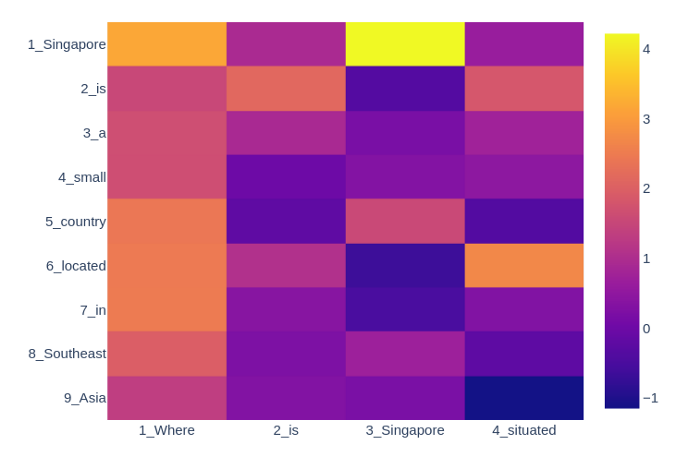 1_Singapore
2_is
3_a
4_small
5_country
6_located
7_in
8_Southeast
9_Asia
1_Where 2_is 3_Singapore 4_situated
4
3
2
1
0
−1